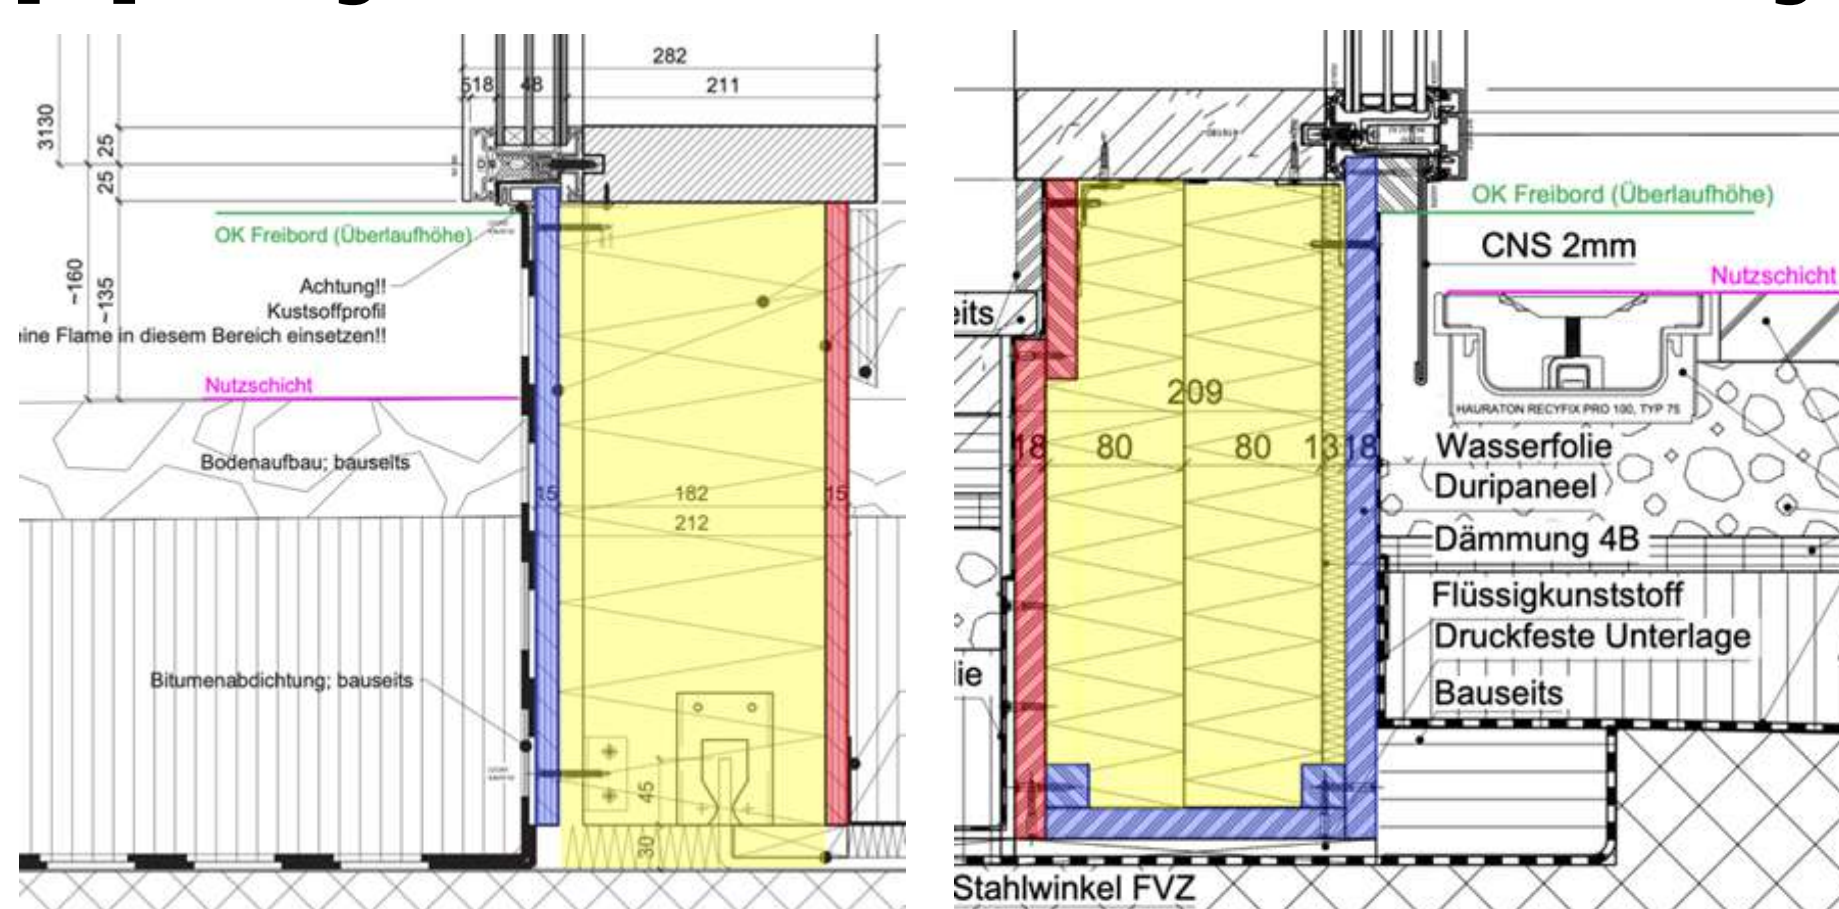 282
518 48 211
3130
25
25
OK Freibord (Überlaufhöhe)
~160
~135
Achtung!!
Kustsoffprofil
ine Flame in diesem Bereich einsetzen!!
Nutzschicht
Bodenaufbau; bauseits
15 182 15
212
Bitumenabdichtung; bauseits
45
30
OK Freibord (Überlaufhöhe)
CNS 2mm
Nutzschicht
eits
209
HAURATON RECYFIX PRO 100, TYP 75
18 80 80 13 18
Wasserfolie
Duripaneel
Dämmung 4B
Flüssigkunststoff
Druckfeste Unterlage
lie
Bauseits
Stahlwinkel FVZ